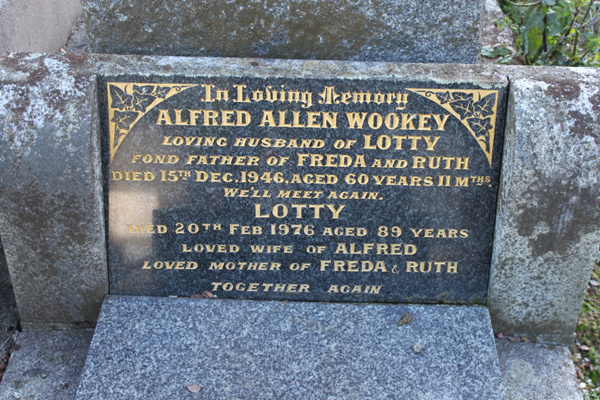 In Loving Memory
ALFRED ALLEN WOOKEY
LOVING HUSBAND OF LOTTY
FOND FATHER OF FREDA AND RUTH
DIED 15TH DEC. 1946. AGED 60 YEARS 11 MTHS.
WE'LL MEET AGAIN.
LOTTY
DIED 20TH FEB 1976 AGED 89 YEARS
LOVED WIFE OF ALFRED
LOVED MOTHER OF FREDA & RUTH
TOGETHER AGAIN